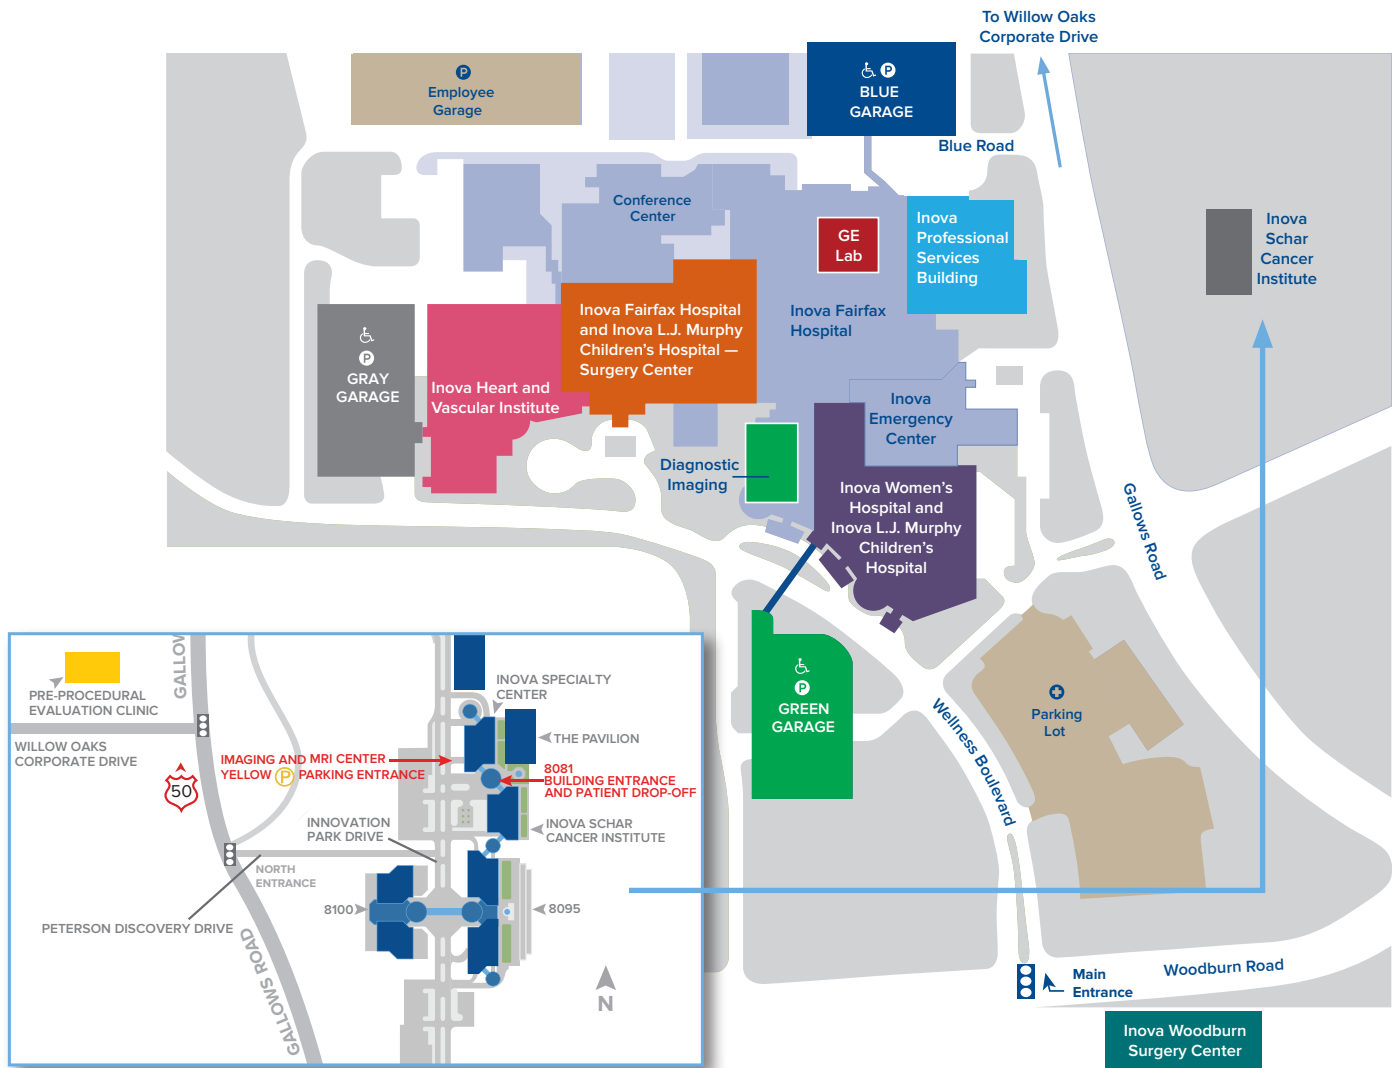 To Willow Oaks
Corporate Drive
P
Employee
Garage
P
BLUE
GARAGE
Blue Road
Conference
Center
GE
Lab
Inova
Professional
Services
Building
Inova
Schar
Cancer
Institute
Inova Fairfax Hospital
and Inova L.J. Murphy
Children's Hospital —
Surgery Center
Inova Fairfax
Hospital
P
GRAY
GARAGE
Inova Heart and
Vascular Institute
Inova
Emergency
Center
Diagnostic
Imaging
Inova Women's
Hospital and
Inova L.J. Murphy
Children's
Hospital
Gallows Road
P
GREEN
GARAGE
Parking
Lot
Wellness Boulevard
Main
Entrance
Woodburn Road
Inova Woodburn
Surgery Center
GALLOW
PRE-PROCEDURAL
EVALUATION CLINIC
WILLOW OAKS
CORPORATE DRIVE
50
INOVA SPECIALTY
CENTER
THE PAVILION
IMAGING AND MRI CENTER
YELLOW P PARKING ENTRANCE
8081
BUILDING ENTRANCE
AND PATIENT DROP-OFF
INNOVATION
PARK DRIVE
INOVA SCHAR
CANCER INSTITUTE
NORTH
ENTRANCE
8100
8095
PETERSON DISCOVERY DRIVE
GALLOWS ROAD
N